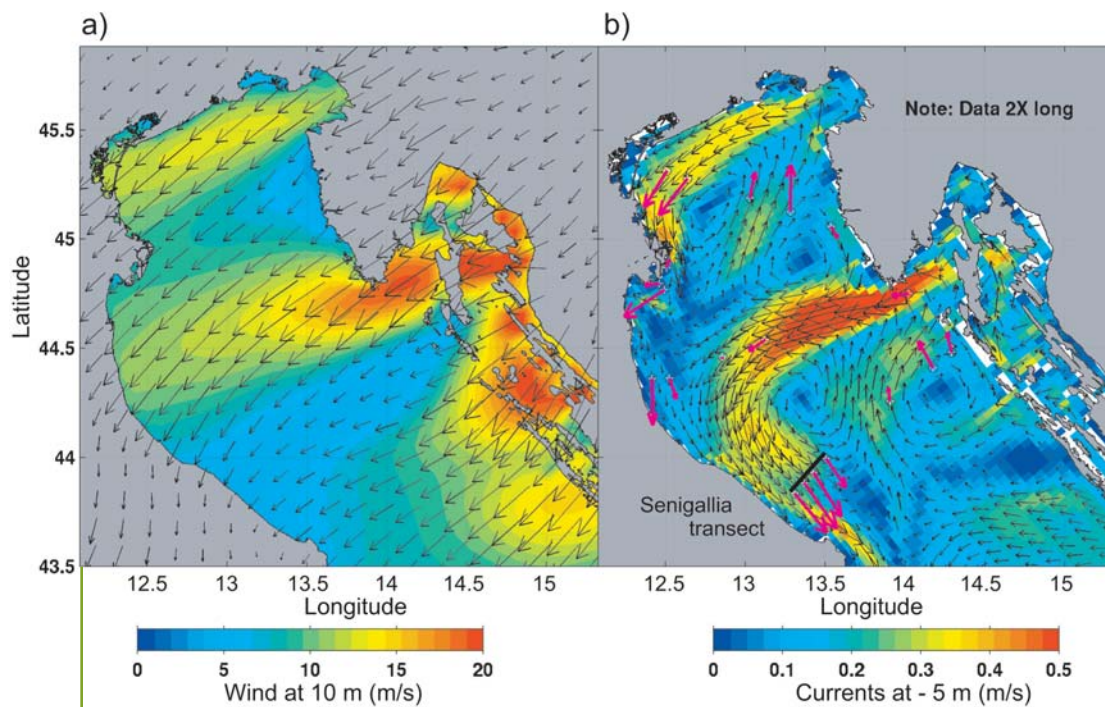 a)
b)
Note: Data 2X long
45.5
45
44.5
44
43.5
Latitude
Senigallia
transect
12.5 13 13.5 14 14.5 15
12.5 13 13.5 14 14.5 15
Longitude
Longitude
0 5 10 15 20
0 0.1 0.2 0.3 0.4 0.5
Wind at 10 m (m/s)
Currents at - 5 m (m/s)